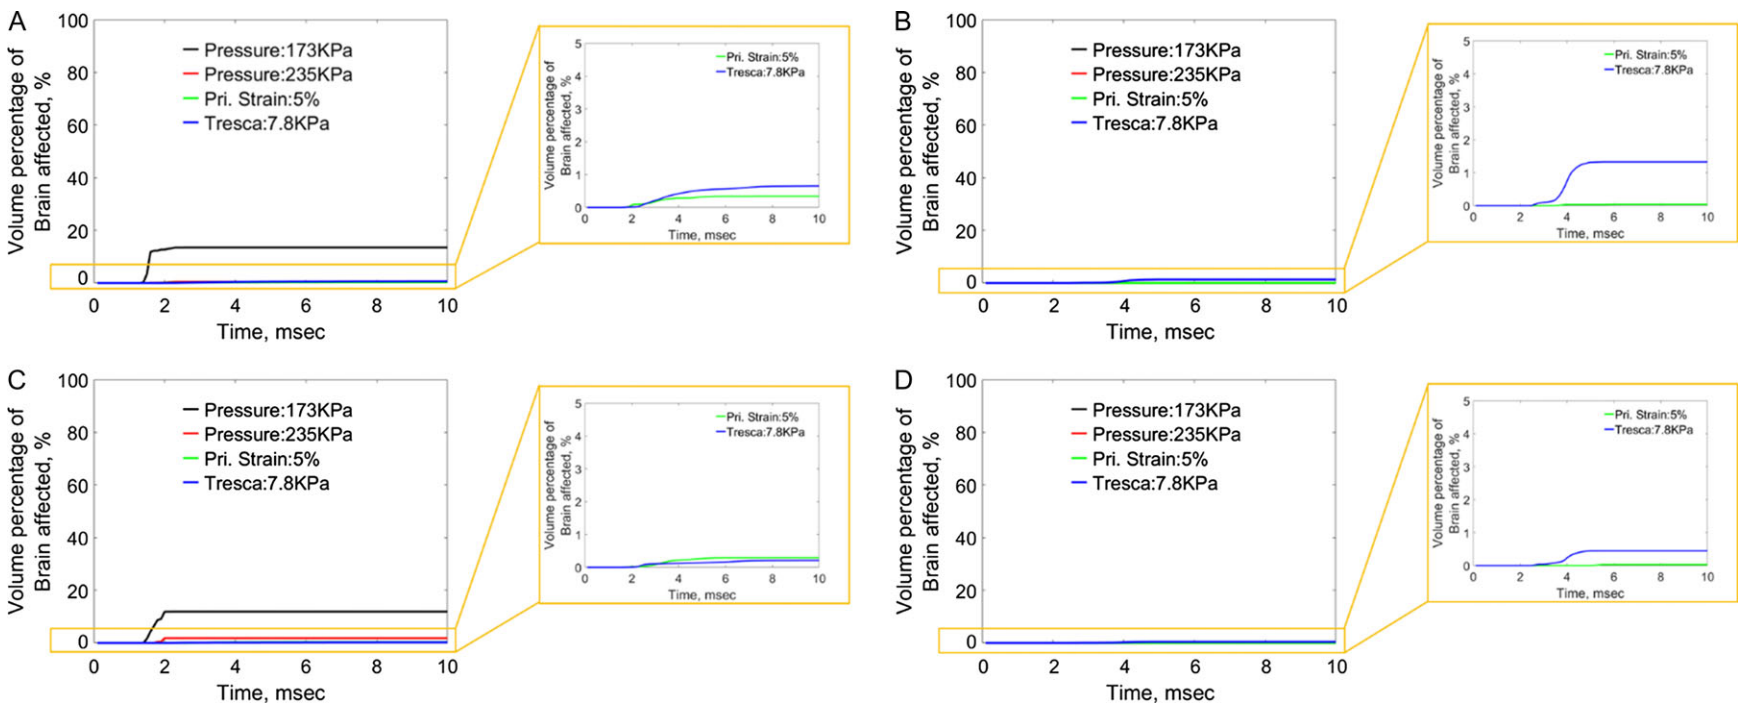 A
Volume percentage of
Brain affected, %
100
80
60
40
20
0
Pressure:173KPa
Pressure:235KPa
Pri. Strain:5%
Tresca:7.8KPa
0 2 4 6 8 10
Time, msec
Volume percentage of
Brain affected, %
5
4
3
2
1
0
Pri. Strain:5%
Tresca:7.8KPa
0 2 4 6 8 10
Time, msec
B
Volume percentage of
Brain affected, %
100
80
60
40
20
0
Pressure:173KPa
Pressure:235KPa
Pri. Strain:5%
Tresca:7.8KPa
0 2 4 6 8 10
Time, msec
Volume percentage of
Brain affected, %
5
4
3
2
1
0
Pri. Strain:5%
Tresca:7.8KPa
0 2 4 6 8 10
Time, msec
C
Volume percentage of
Brain affected, %
100
80
60
40
20
0
Pressure:173KPa
Pressure:235KPa
Pri. Strain:5%
Tresca:7.8KPa
0 2 4 6 8 10
Time, msec
Volume percentage of
Brain affected, %
5
4
3
2
1
0
Pri. Strain:5%
Tresca:7.8KPa
0 2 4 6 8 10
Time, msec
D
Volume percentage of
Brain affected, %
100
80
60
40
20
0
Pressure:173KPa
Pressure:235KPa
Pri. Strain:5%
Tresca:7.8KPa
0 2 4 6 8 10
Time, msec
Volume percentage of
Brain affected, %
5
4
3
2
1
0
Pri. Strain:5%
Tresca:7.8KPa
0 2 4 6 8 10
Time, msec